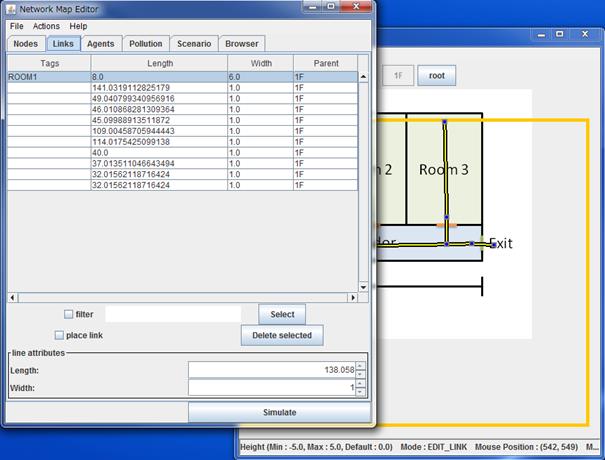 Network Map Editor
File Actions Help
Nodes Links Agents Pollution Scenario Browser
Tags Length Width Parent
ROOM1 8.0 6.0 1F
141.0319112825179 1.0 1F
49.040799340956916 1.0 1F
46.010868281309364 1.0 1F
45.09988913511872 1.0 1F
109.00458705944443 1.0 1F
114.0175425099138 1.0 1F
40.0 1.0 1F
37.013511046643494 1.0 1F
32.01562118716424 1.0 1F
32.01562118716424 1.0 1F
filter Select
place link Delete selected
line attributes
Length: 138.058
Width: 1
Simulate
1F root
2 Room 3
Exit
Height (Min : -5.0, Max : 5.0, Default : 0.0) Mode : EDIT_LINK Mouse Position : (542, 549) M...